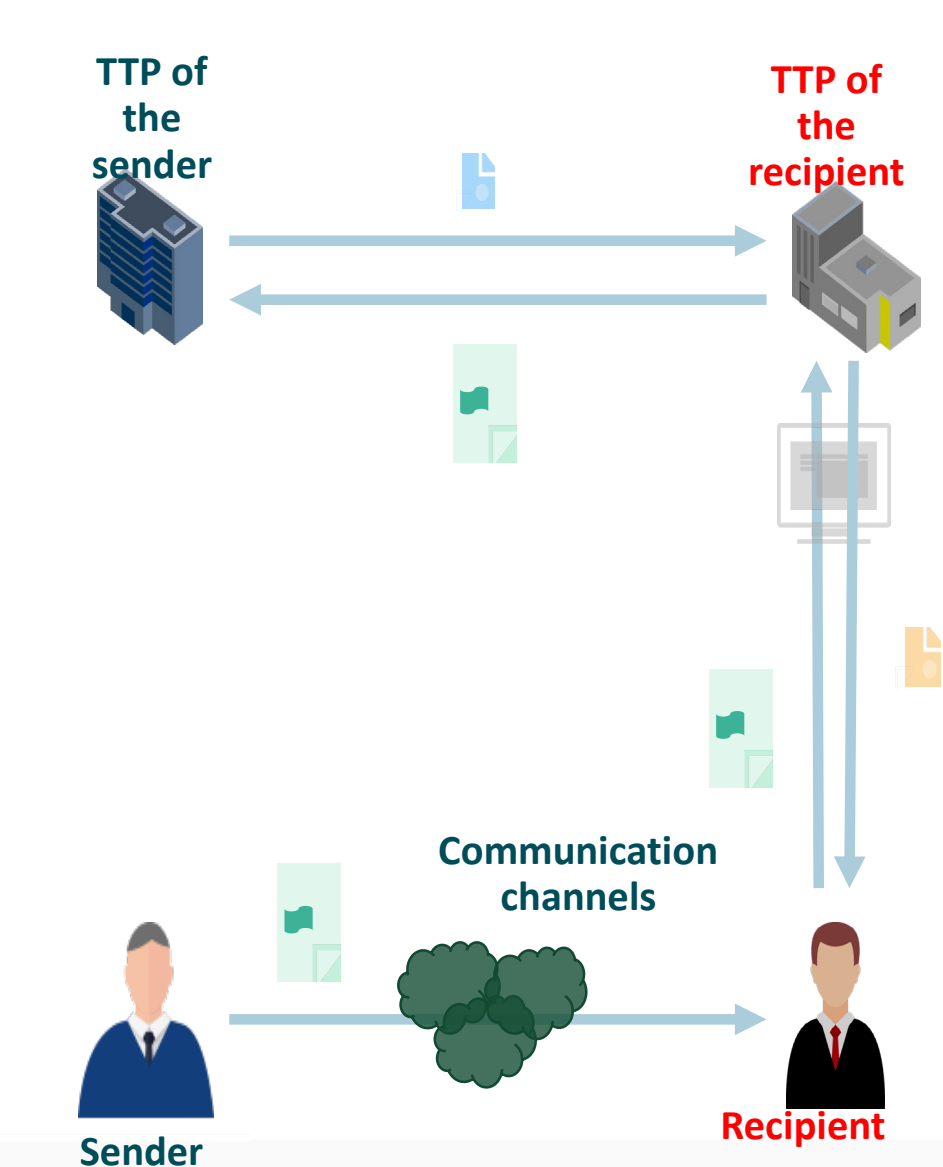 TTP of
the
sender
TTP of
the
recipient
Communication
channels
Sender
Recipient